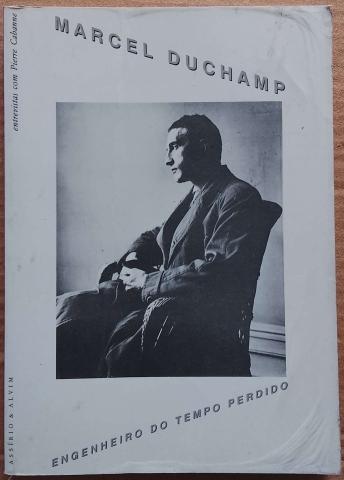 MARCEL DUCHAMP
entrevistas com Pierre Cabanne
ENGENHEIRO DO TEMPO PERDIDO
ASSÍRIO & ALVIM